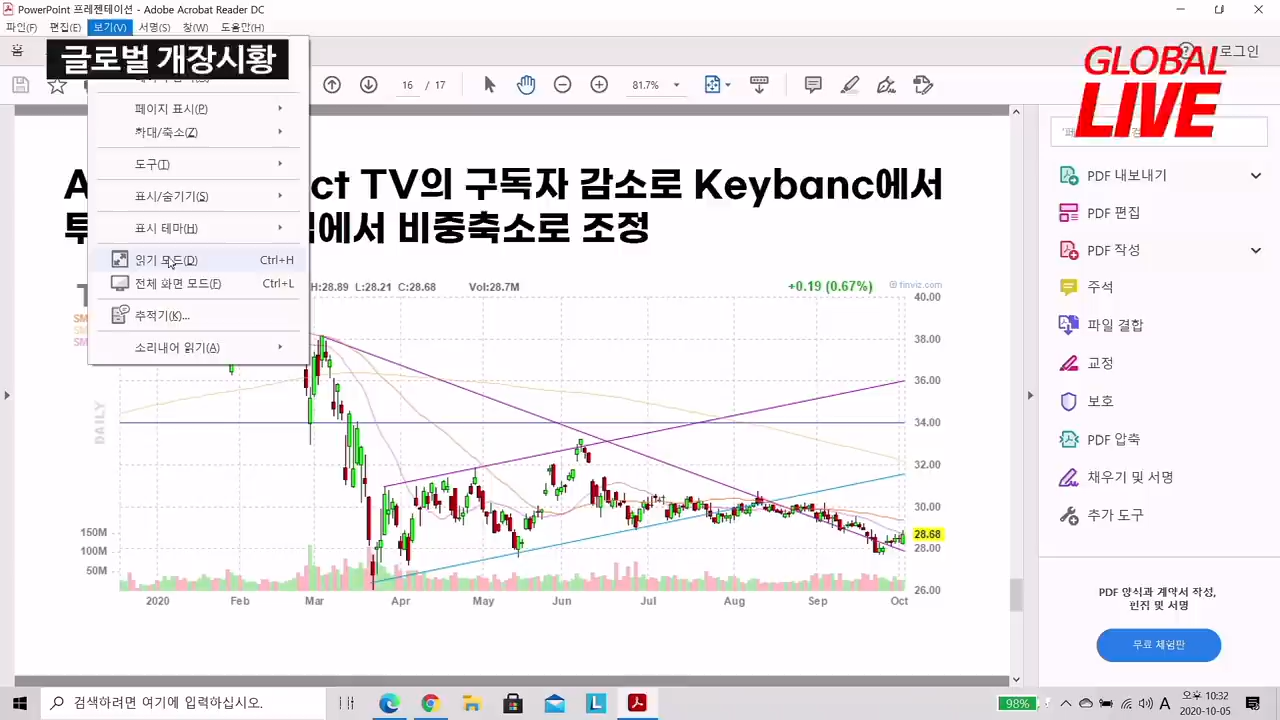 PowerPoint 프레젠테이션 - Adobe Acrobat Reader DC
파일(F) 편집(E) 보기(V) 서명(S) 창(W) 도움말(H)
홈
글로벌 개장시황
로그인
GLOBAL
LIVE
16 / 17
81.7%
페이지 표시(P)
확대/축소(Z)
도구(T)
표시/숨기기(S)
표시 테마(H)
읽기 모드(D) Ctrl+H
전체 화면 모드(F) Ctrl+L
추적기(K)...
소리내어 읽기(A)
ct TV의 구독자 감소로 Keybanc에서
에서 비중축소로 조정
H:28.89 L:28.21 C:28.68 Vol:28.7M
+0.19 (0.67%)
© finviz.com
DAILY
40.00
38.00
36.00
34.00
32.00
30.00
28.68
28.00
26.00
150M
100M
50M
2020 Feb Mar Apr May Jun Jul Aug Sep Oct
PDF 내보내기
PDF 편집
PDF 작성
주석
파일 결합
교정
보호
PDF 압축
채우기 및 서명
추가 도구
PDF 양식과 계약서 작성,
편집 및 서명
무료 체험판
검색하려면 여기에 입력하십시오.
98%
A
오후 10:32
2020-10-05